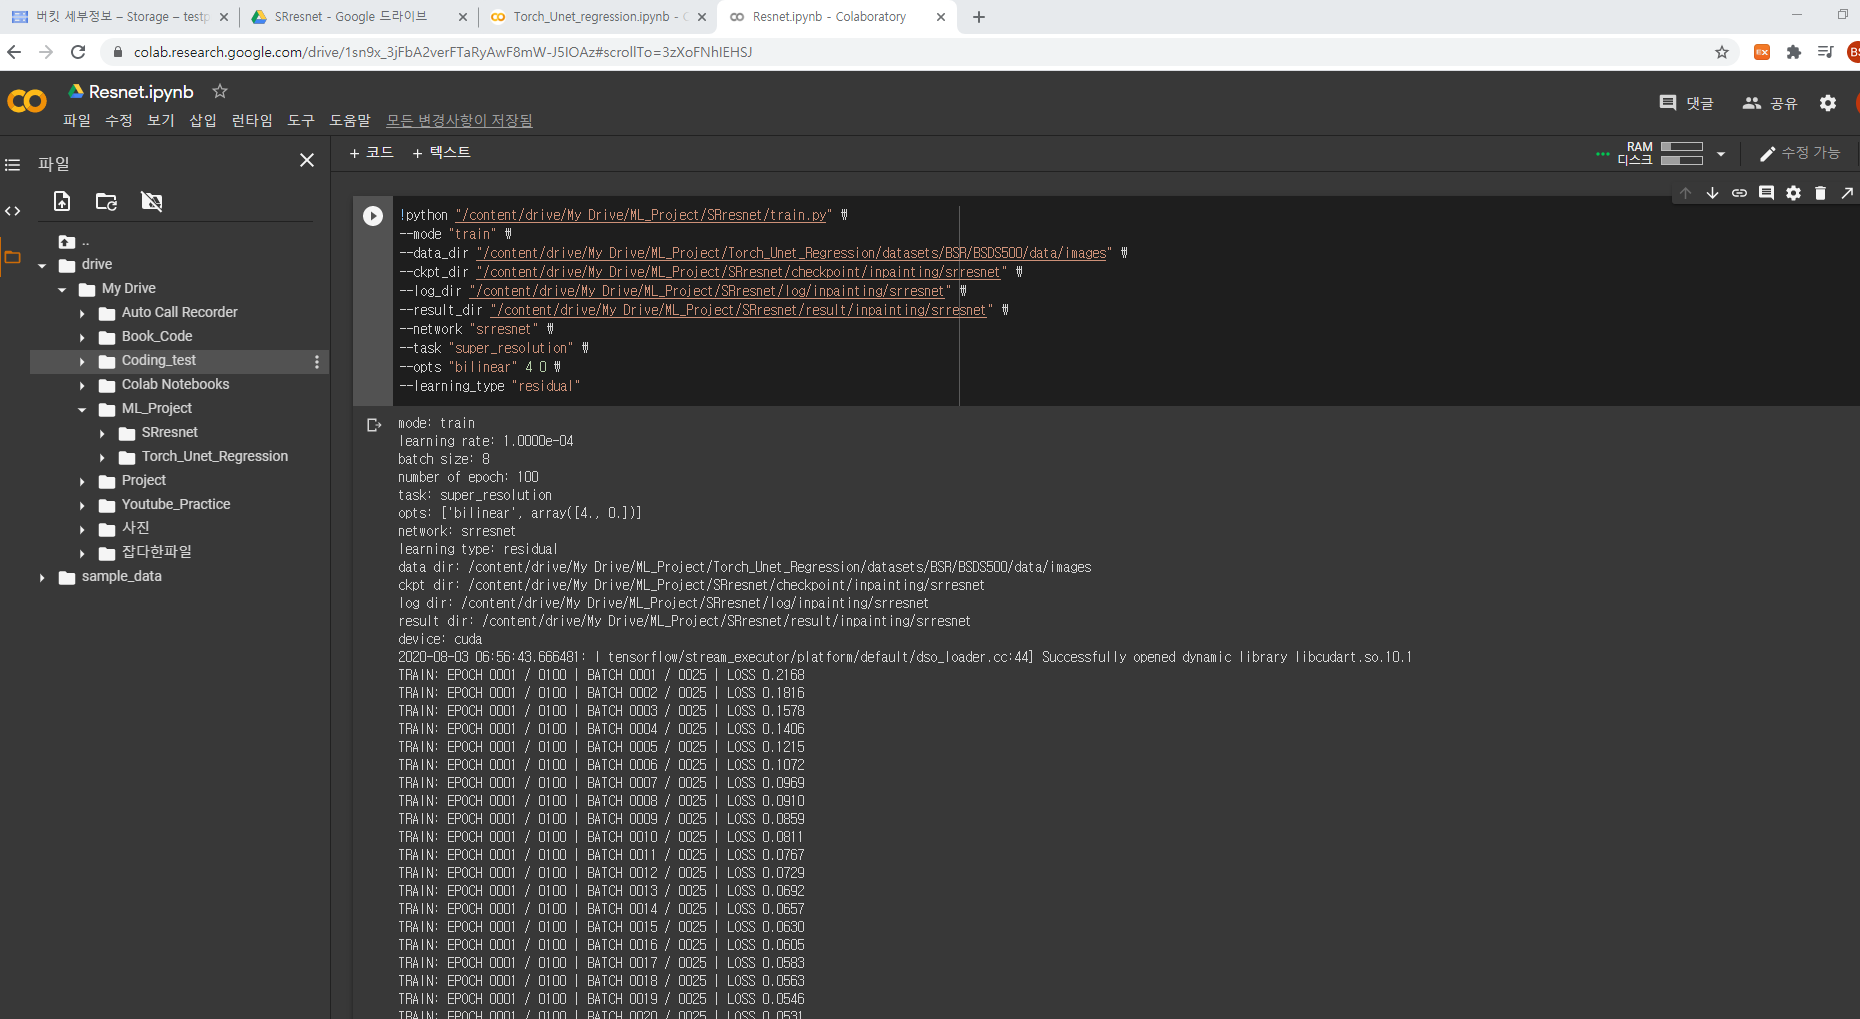 버킷 세부정보 – Storage – testp
SRresnet - Google 드라이브
Torch_Unet_regression.ipynb - C
Resnet.ipynb - Colaboratory
colab.research.google.com/drive/1sn9x_3jFbA2verFTaRyAwF8mW-J5IOAz#scrollTo=3zXoFNhIEHSJ
Resnet.ipynb
댓글
공유
파일 수정 보기 삽입 런타임 도구 도움말 모든 변경사항이 저장됨
파일
+ 코드 + 텍스트
RAM
디스크
수정 가능
..
drive
My Drive
Auto Call Recorder
Book_Code
Coding_test
Colab Notebooks
ML_Project
SRresnet
Torch_Unet_Regression
Project
Youtube_Practice
사진
잡다한파일
sample_data
!python "/content/drive/My Drive/ML_Project/SRresnet/train.py" ₩
--mode "train" ₩
--data_dir "/content/drive/My Drive/ML_Project/Torch_Unet_Regression/datasets/BSR/BSDS500/data/images" ₩
--ckpt_dir "/content/drive/My Drive/ML_Project/SRresnet/checkpoint/inpainting/srresnet" ₩
--log_dir "/content/drive/My Drive/ML_Project/SRresnet/log/inpainting/srresnet" ₩
--result_dir "/content/drive/My Drive/ML_Project/SRresnet/result/inpainting/srresnet" ₩
--network "srresnet" ₩
--task "super_resolution" ₩
--opts "bilinear" 4 0 ₩
--learning_type "residual"
mode: train
learning rate: 1.0000e-04
batch size: 8
number of epoch: 100
task: super_resolution
opts: ['bilinear', array([4., 0.])]
network: srresnet
learning type: residual
data dir: /content/drive/My Drive/ML_Project/Torch_Unet_Regression/datasets/BSR/BSDS500/data/images
ckpt dir: /content/drive/My Drive/ML_Project/SRresnet/checkpoint/inpainting/srresnet
log dir: /content/drive/My Drive/ML_Project/SRresnet/log/inpainting/srresnet
result dir: /content/drive/My Drive/ML_Project/SRresnet/result/inpainting/srresnet
device: cuda
2020-08-03 06:56:43.666481: I tensorflow/stream_executor/platform/default/dso_loader.cc:44] Successfully opened dynamic library libcudart.so.10.1
TRAIN: EPOCH 0001 / 0100 | BATCH 0001 / 0025 | LOSS 0.2168
TRAIN: EPOCH 0001 / 0100 | BATCH 0002 / 0025 | LOSS 0.1816
TRAIN: EPOCH 0001 / 0100 | BATCH 0003 / 0025 | LOSS 0.1578
TRAIN: EPOCH 0001 / 0100 | BATCH 0004 / 0025 | LOSS 0.1406
TRAIN: EPOCH 0001 / 0100 | BATCH 0005 / 0025 | LOSS 0.1215
TRAIN: EPOCH 0001 / 0100 | BATCH 0006 / 0025 | LOSS 0.1072
TRAIN: EPOCH 0001 / 0100 | BATCH 0007 / 0025 | LOSS 0.0969
TRAIN: EPOCH 0001 / 0100 | BATCH 0008 / 0025 | LOSS 0.0910
TRAIN: EPOCH 0001 / 0100 | BATCH 0009 / 0025 | LOSS 0.0859
TRAIN: EPOCH 0001 / 0100 | BATCH 0010 / 0025 | LOSS 0.0811
TRAIN: EPOCH 0001 / 0100 | BATCH 0011 / 0025 | LOSS 0.0767
TRAIN: EPOCH 0001 / 0100 | BATCH 0012 / 0025 | LOSS 0.0729
TRAIN: EPOCH 0001 / 0100 | BATCH 0013 / 0025 | LOSS 0.0692
TRAIN: EPOCH 0001 / 0100 | BATCH 0014 / 0025 | LOSS 0.0657
TRAIN: EPOCH 0001 / 0100 | BATCH 0015 / 0025 | LOSS 0.0630
TRAIN: EPOCH 0001 / 0100 | BATCH 0016 / 0025 | LOSS 0.0605
TRAIN: EPOCH 0001 / 0100 | BATCH 0017 / 0025 | LOSS 0.0583
TRAIN: EPOCH 0001 / 0100 | BATCH 0018 / 0025 | LOSS 0.0563
TRAIN: EPOCH 0001 / 0100 | BATCH 0019 / 0025 | LOSS 0.0546
TRAIN: EPOCH 0001 / 0100 | BATCH 0020 / 0025 | LOSS 0.0531